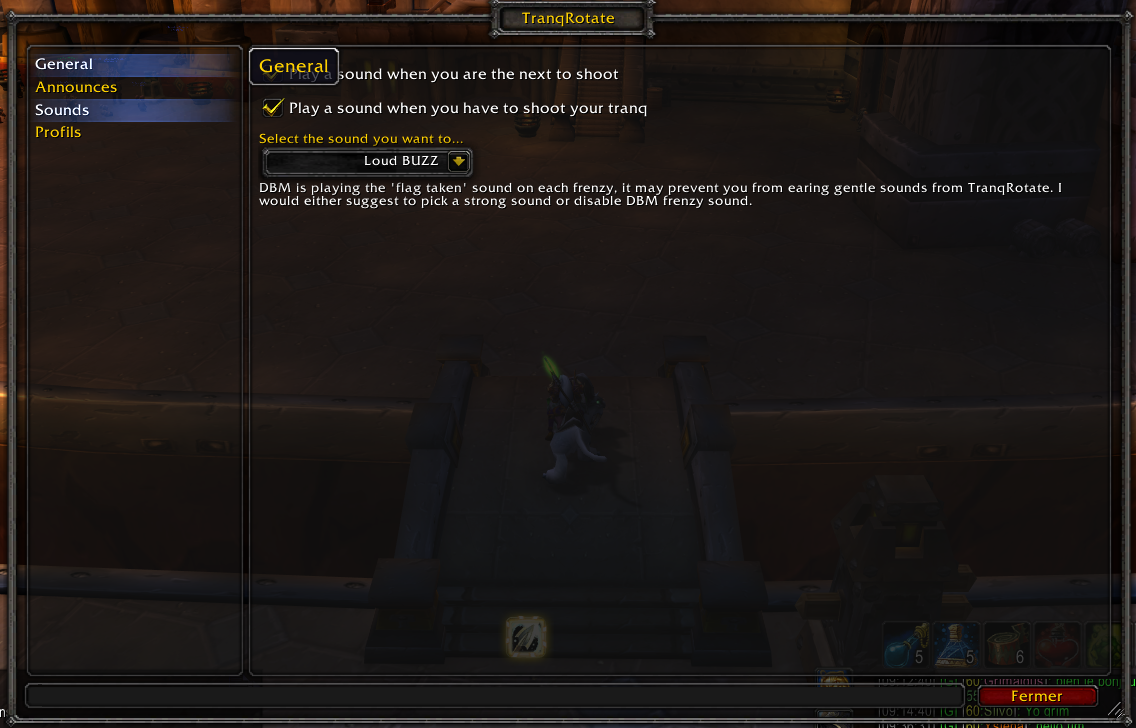 TranqRotate
General
Announces
Sounds
Profils
General
Play a sound when you are the next to shoot
Play a sound when you have to shoot your tranq
Select the sound you want to...
Loud BUZZ
DBM is playing the 'flag taken' sound on each frenzy, it may prevent you from earing gentle sounds from TranqRotate. I
would either suggest to pick a strong sound or disable DBM frenzy sound.
5
5
6
Fermer